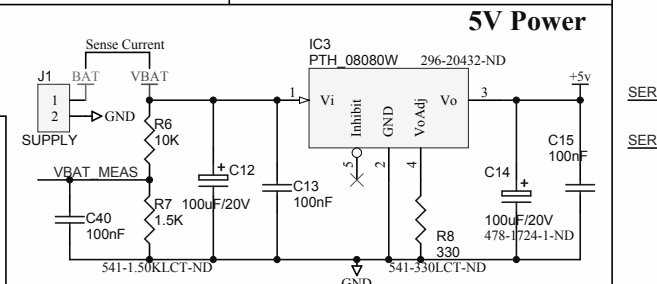 5V Power
Sense Current
IC3
PTH_08080W
296-20432-ND
J1
BAT
VBAT
1
2
GND
SUPPLY
R6
10K
1
Vi
Inhibit
GND
VoAdj
Vo
3
+5v
SER
SER
5
2
4
VBAT_MEAS
C12
100uF/20V
C13
100nF
C15
100nF
C14
100uF/20V
478-1724-1-ND
C40
100nF
R7
1.5K
R8
330
541-1.50KLCT-ND
541-330LCT-ND
GND